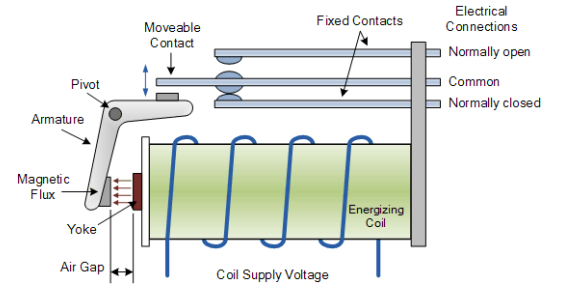 Electrical
Connections
Fixed Contacts
Moveable
Contact
Normally open
Common
Normally closed
Pivot
Armature
Magnetic
Flux
Yoke
Energizing
Coil
Air Gap
Coil Supply Voltage